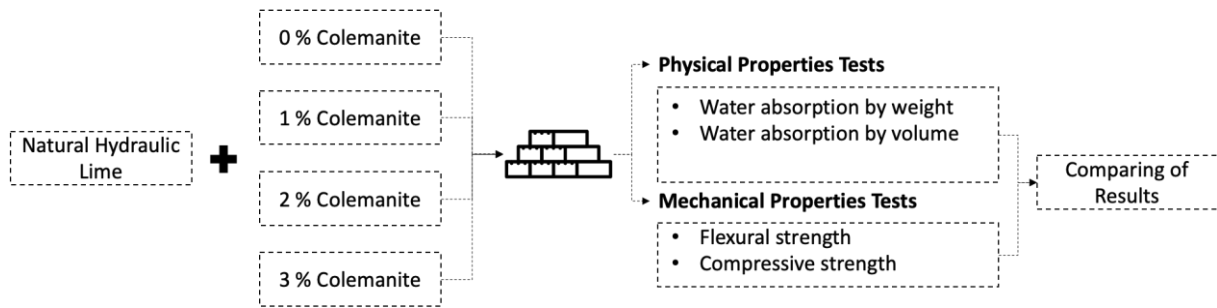 Natural Hydraulic
Lime
0 % Colemanite
1 % Colemanite
2 % Colemanite
3 % Colemanite
Physical Properties Tests
• Water absorption by weight
• Water absorption by volume
Mechanical Properties Tests
• Flexural strength
• Compressive strength
Comparing of
Results